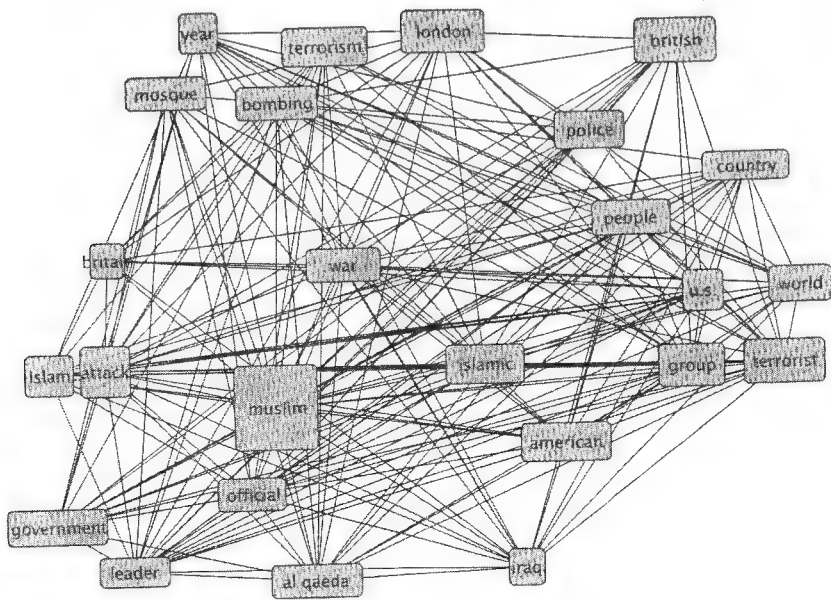 year
terrorism
london
british
mosque
bombing
police
country
people
britain
war
u.s
world
islam
attack
muslim
islamic
group
terrorist
american
official
government
leader
al qaeda
iraq